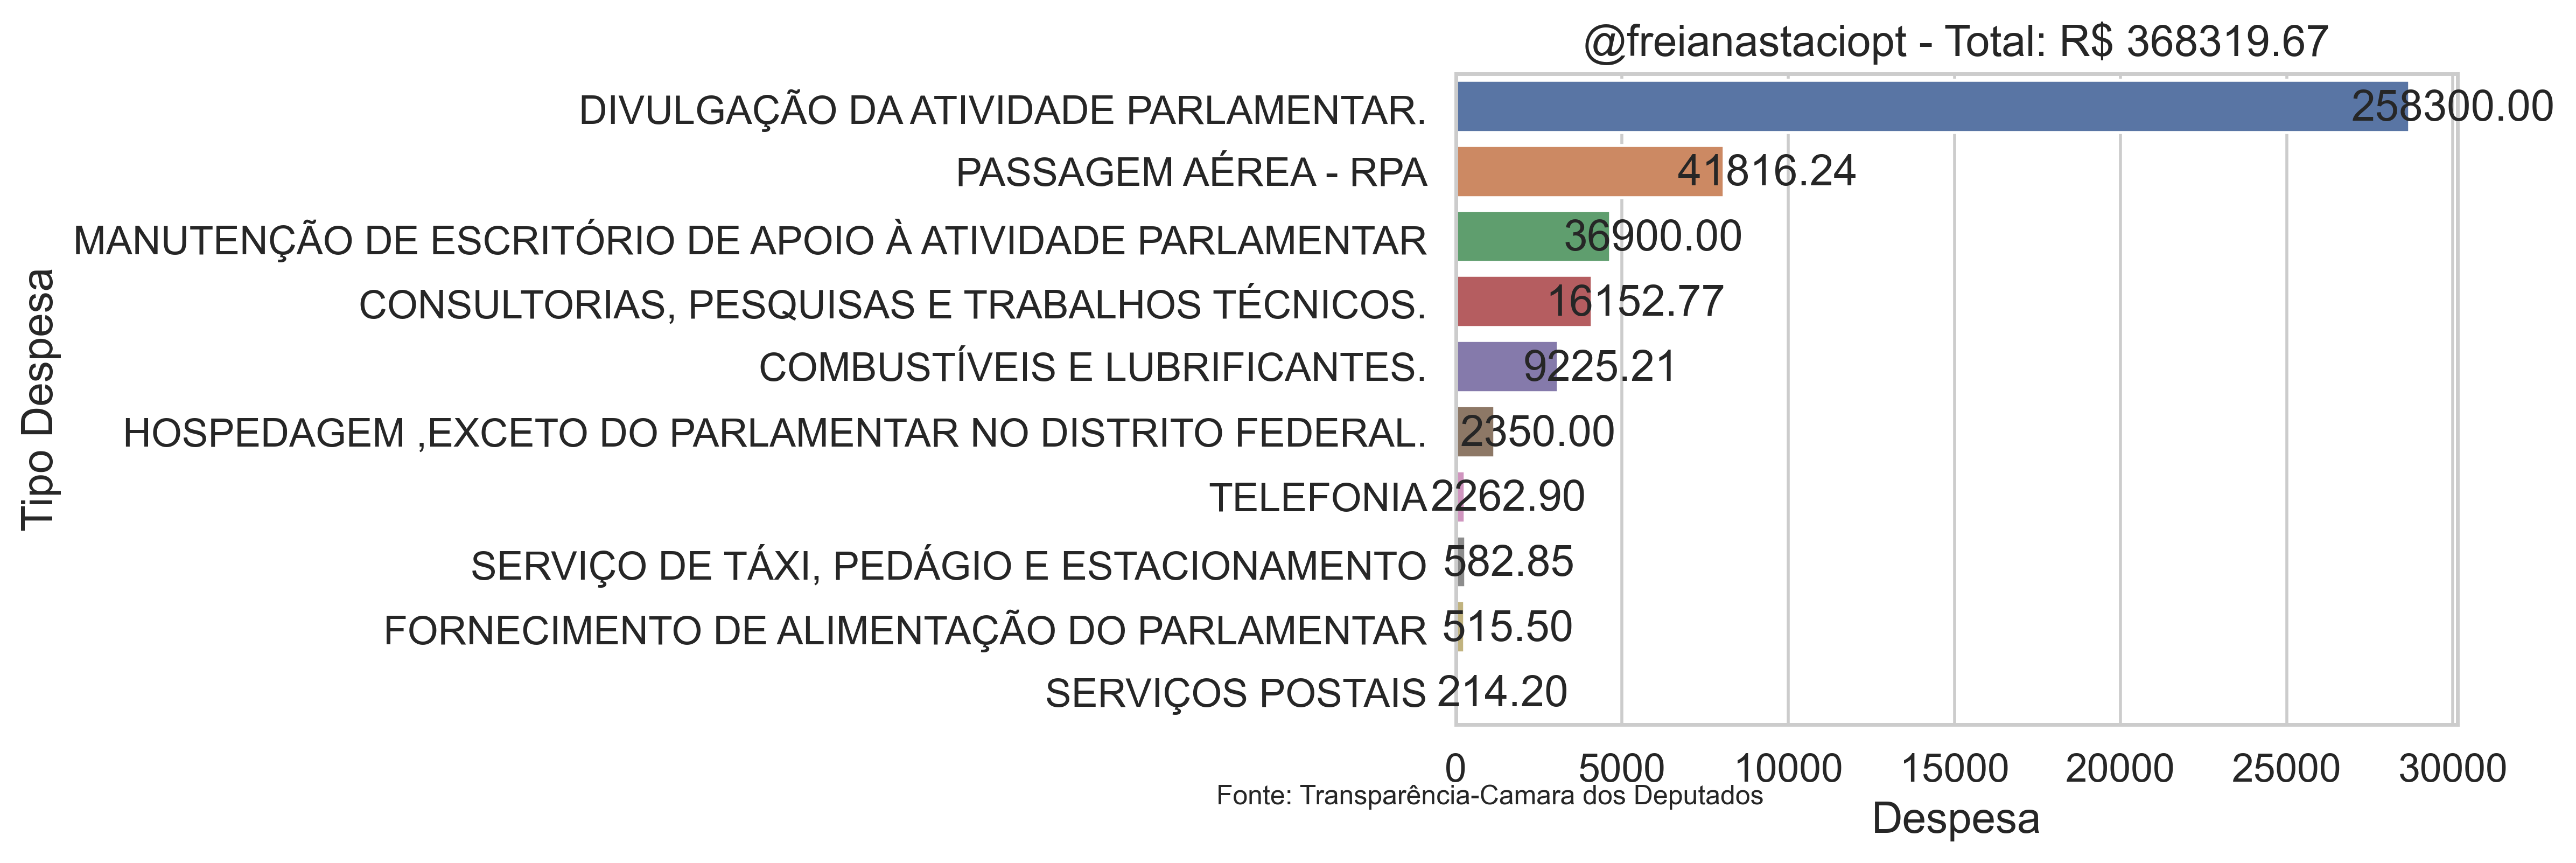 @freianastaciopt - Total: R$ 368319.67
Tipo Despesa
DIVULGAÇÃO DA ATIVIDADE PARLAMENTAR. 258300.00
PASSAGEM AÉREA - RPA 41816.24
MANUTENÇÃO DE ESCRITÓRIO DE APOIO À ATIVIDADE PARLAMENTAR 36900.00
CONSULTORIAS, PESQUISAS E TRABALHOS TÉCNICOS. 16152.77
COMBUSTÍVEIS E LUBRIFICANTES. 9225.21
HOSPEDAGEM ,EXCETO DO PARLAMENTAR NO DISTRITO FEDERAL. 2350.00
TELEFONIA 2262.90
SERVIÇO DE TÁXI, PEDÁGIO E ESTACIONAMENTO 582.85
FORNECIMENTO DE ALIMENTAÇÃO DO PARLAMENTAR 515.50
SERVIÇOS POSTAIS 214.20
0 5000 10000 15000 20000 25000 30000
Fonte: Transparência-Camara dos Deputados
Despesa